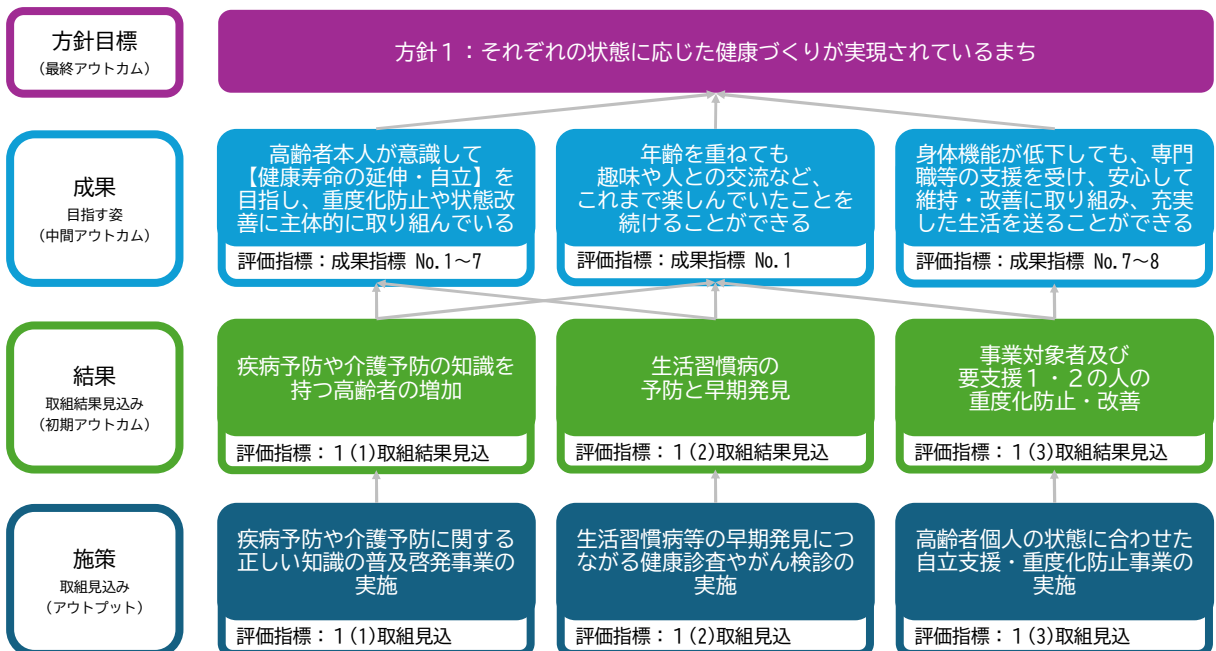 方針目標
(最終アウトカム)
方針１：それぞれの状態に応じた健康づくりが実現されているまち
成果
目指す姿
(中間アウトカム)
高齢者本人が意識して
【健康寿命の延伸・自立】を
目指し、重度化防止や状態改
善に主体的に取り組んでいる
評価指標：成果指標 No.1～7
年齢を重ねても
趣味や人との交流など、
これまで楽しんでいたことを
続けることができる
評価指標：成果指標 No.1
身体機能が低下しても、専門
職等の支援を受け、安心して
維持・改善に取り組み、充実
した生活を送ることができる
評価指標：成果指標 No.7～8
結果
取組結果見込み
(初期アウトカム)
疾病予防や介護予防の知識を
持つ高齢者の増加
評価指標：１(1)取組結果見込
生活習慣病の
予防と早期発見
評価指標：１(2)取組結果見込
事業対象者及び
要支援１・２の人の
重度化防止・改善
評価指標：１(3)取組結果見込
施策
取組見込み
(アウトプット)
疾病予防や介護予防に関する
正しい知識の普及啓発事業の
実施
評価指標：１(1)取組見込
生活習慣病等の早期発見につ
ながる健康診査やがん検診の
実施
評価指標：１(2)取組見込
高齢者個人の状態に合わせた
自立支援・重度化防止事業の
実施
評価指標：１(3)取組見込